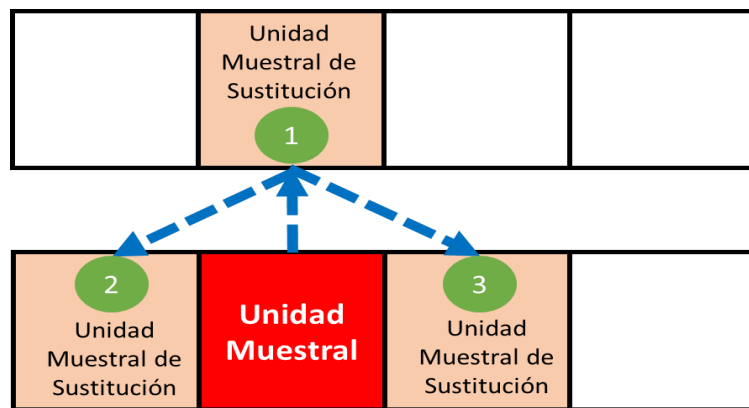 Unidad
Muestral de
Sustitución
1
2
Unidad
Muestral de
Sustitución
Unidad
Muestral
3
Unidad
Muestral de
Sustitución